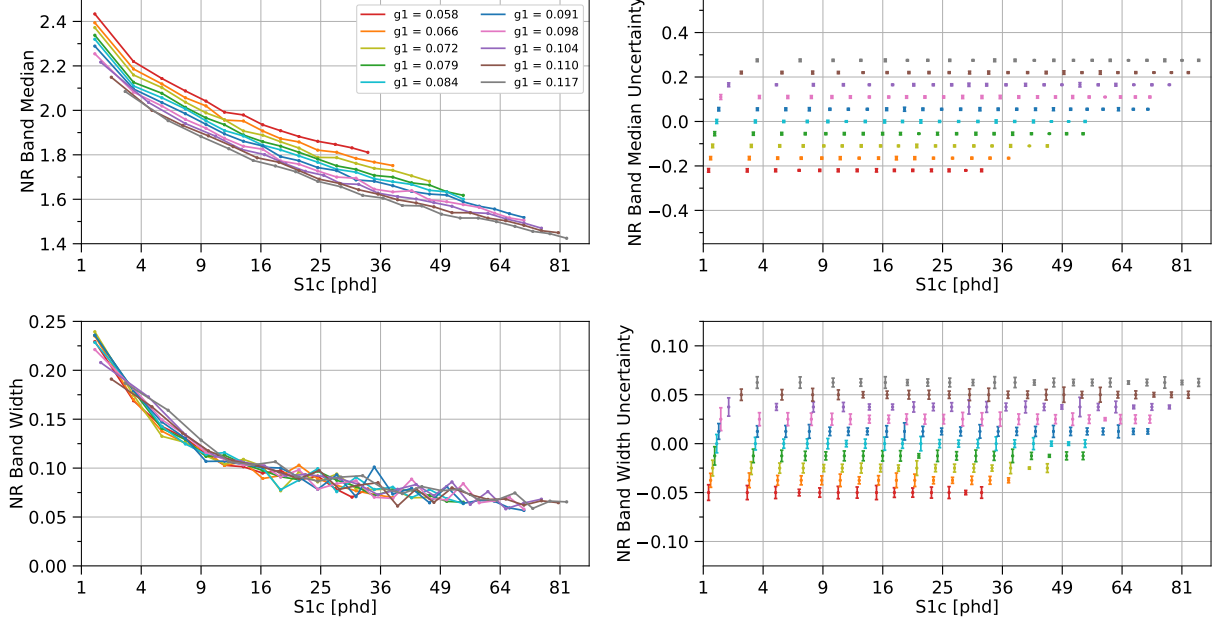 NR Band Median
2.4
2.2
2.0
1.8
1.6
1.4
1 4 9 16 25 36 49 64 81
S1c [phd]
g1 = 0.058
g1 = 0.066
g1 = 0.072
g1 = 0.079
g1 = 0.084
g1 = 0.091
g1 = 0.098
g1 = 0.104
g1 = 0.110
g1 = 0.117
NR Band Median Uncertainty
0.4
0.2
0.0
−0.2
−0.4
1 4 9 16 25 36 49 64 81
S1c [phd]
NR Band Width
0.25
0.20
0.15
0.10
0.05
0.00
1 4 9 16 25 36 49 64 81
S1c [phd]
NR Band Width Uncertainty
0.10
0.05
0.00
−0.05
−0.10
1 4 9 16 25 36 49 64 81
S1c [phd]